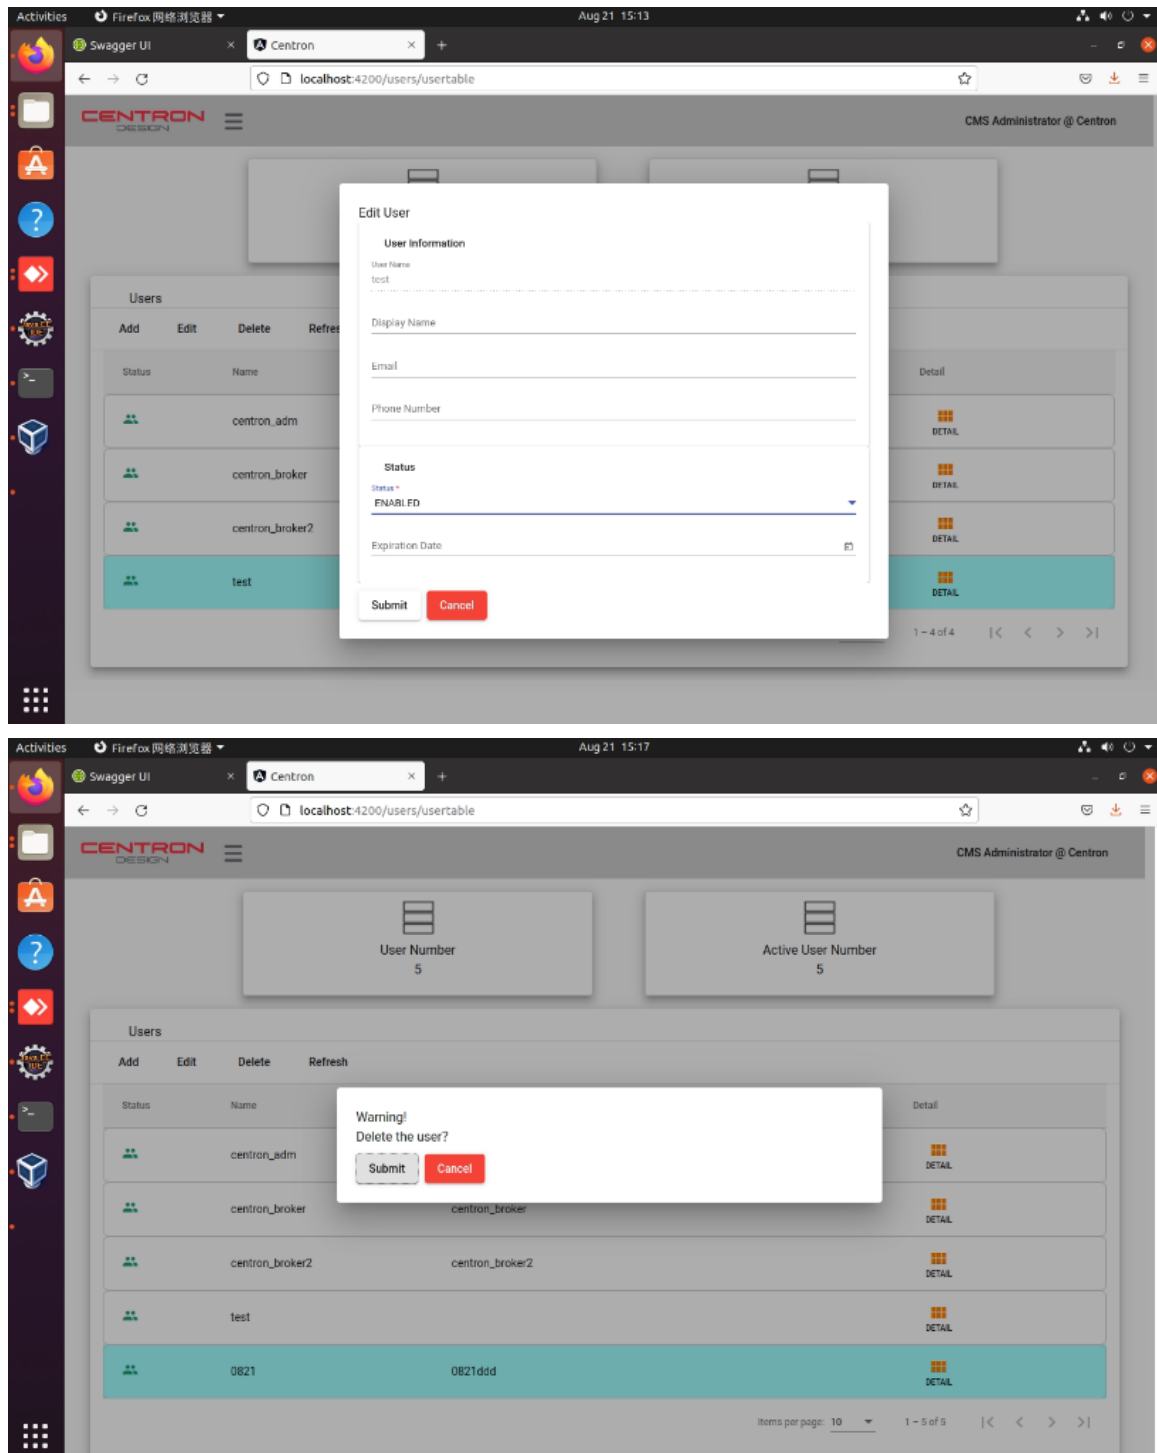 Activities Firefox 网络浏览器 Aug 21 15:13
Swagger UI × Centron × +
localhost:4200/users/usertable
CENTRON DESIGN CMS Administrator @ Centron
Edit User
User Information
User Name
test
Display Name
Email
Phone Number
Status
Status *
ENABLED
Expiration Date
Submit Cancel
Users
Add Edit Delete Refres
Status Name Detail
centron_adm DETAIL
centron_broker DETAIL
centron_broker2 DETAIL
test DETAIL
1 – 4 of 4
Activities Firefox 网络浏览器 Aug 21 15:17
Swagger UI × Centron × +
localhost:4200/users/usertable
CENTRON DESIGN CMS Administrator @ Centron
User Number Active User Number
5 5
Users
Add Edit Delete Refresh
Status Name Detail
Warning!
Delete the user?
Submit Cancel
centron_adm DETAIL
centron_broker centron_broker DETAIL
centron_broker2 centron_broker2 DETAIL
test DETAIL
0821 0821ddd DETAIL
Items per page: 10 1 – 5 of 5